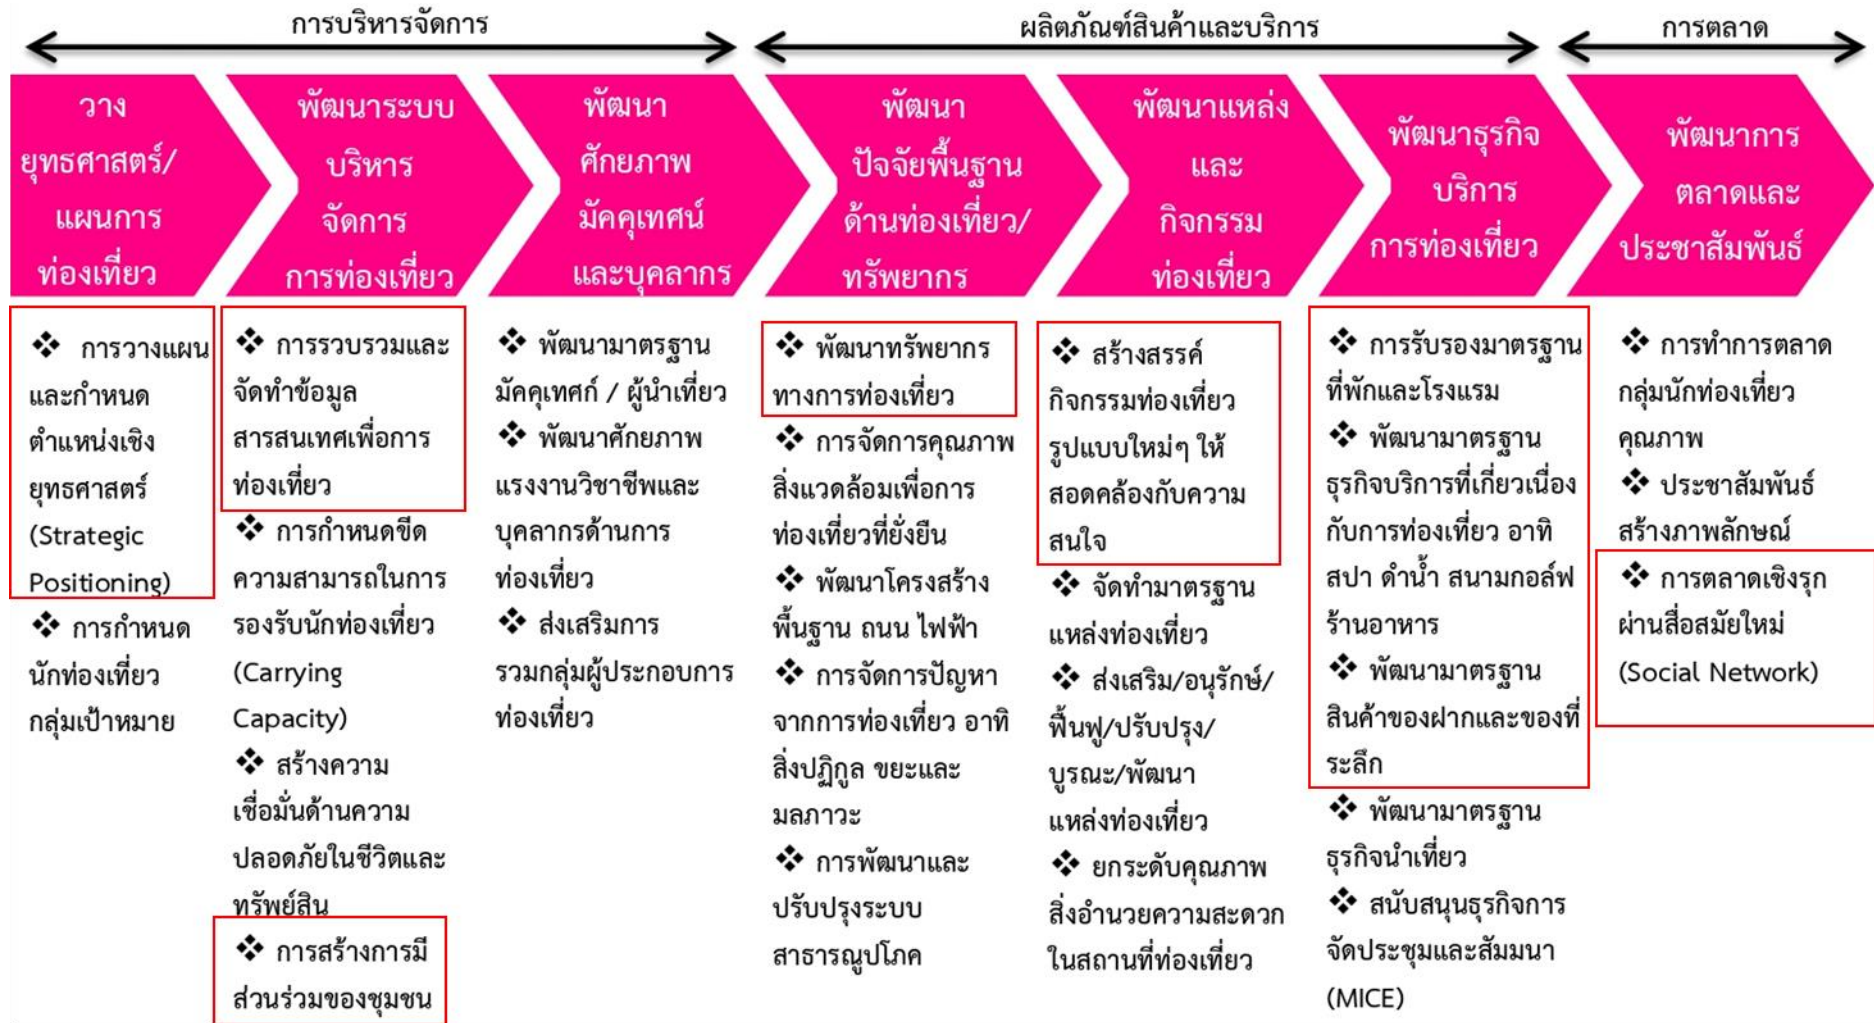 การบริหารจัดการ
ผลิตภัณฑ์สินค้าและบริการ
การตลาด
วาง
ยุทธศาสตร์/
แผนการ
ท่องเที่ยว
พัฒนาระบบ
บริหาร
จัดการ
การท่องเที่ยว
พัฒนา
ศักยภาพ
มัคคุเทศน์
และบุคลากร
พัฒนา
ปัจจัยพื้นฐาน
ด้านท่องเที่ยว/
ทรัพยากร
พัฒนาแหล่ง
และ
กิจกรรม
ท่องเที่ยว
พัฒนาธุรกิจ
บริการ
การท่องเที่ยว
พัฒนาการ
ตลาดและ
ประชาสัมพันธ์
❖ การวางแผน
และกำหนด
ตำแหน่งเชิง
ยุทธศาสตร์
(Strategic
Positioning)
❖ การกำหนด
นักท่องเที่ยว
กลุ่มเป้าหมาย
❖ การรวบรวมและ
จัดทำข้อมูล
สารสนเทศเพื่อการ
ท่องเที่ยว
❖ การกำหนดขีด
ความสามารถในการ
รองรับนักท่องเที่ยว
(Carrying
Capacity)
❖ สร้างความ
เชื่อมั่นด้านความ
ปลอดภัยในชีวิตและ
ทรัพย์สิน
❖ การสร้างการมี
ส่วนร่วมของชุมชน
❖ พัฒนามาตรฐาน
มัคคุเทศก์ / ผู้นำเที่ยว
❖ พัฒนาศักยภาพ
แรงงานวิชาชีพและ
บุคลากรด้านการ
ท่องเที่ยว
❖ ส่งเสริมการ
รวมกลุ่มผู้ประกอบการ
ท่องเที่ยว
❖ พัฒนาทรัพยากร
ทางการท่องเที่ยว
❖ การจัดการคุณภาพ
สิ่งแวดล้อมเพื่อการ
ท่องเที่ยวที่ยั่งยืน
❖ พัฒนาโครงสร้าง
พื้นฐาน ถนน ไฟฟ้า
❖ การจัดการปัญหา
จากการท่องเที่ยว อาทิ
สิ่งปฏิกูล ขยะและ
มลภาวะ
❖ การพัฒนาและ
ปรับปรุงระบบ
สาธารณูปโภค
❖ สร้างสรรค์
กิจกรรมท่องเที่ยว
รูปแบบใหม่ๆ ให้
สอดคล้องกับความ
สนใจ
❖ จัดทำมาตรฐาน
แหล่งท่องเที่ยว
❖ ส่งเสริม/อนุรักษ์/
ฟื้นฟู/ปรับปรุง/
บูรณะ/พัฒนา
แหล่งท่องเที่ยว
❖ ยกระดับคุณภาพ
สิ่งอำนวยความสะดวก
ในสถานที่ท่องเที่ยว
❖ การรับรองมาตรฐาน
ที่พักและโรงแรม
❖ พัฒนามาตรฐาน
ธุรกิจบริการที่เกี่ยวเนื่อง
กับการท่องเที่ยว อาทิ
สปา ดำน้ำ สนามกอล์ฟ
ร้านอาหาร
❖ พัฒนามาตรฐาน
สินค้าของฝากและของที่
ระลึก
❖ พัฒนามาตรฐาน
ธุรกิจนำเที่ยว
❖ สนับสนุนธุรกิจการ
จัดประชุมและสัมมนา
(MICE)
❖ การทำการตลาด
กลุ่มนักท่องเที่ยว
คุณภาพ
❖ ประชาสัมพันธ์
สร้างภาพลักษณ์
❖ การตลาดเชิงรุก
ผ่านสื่อสมัยใหม่
(Social Network)